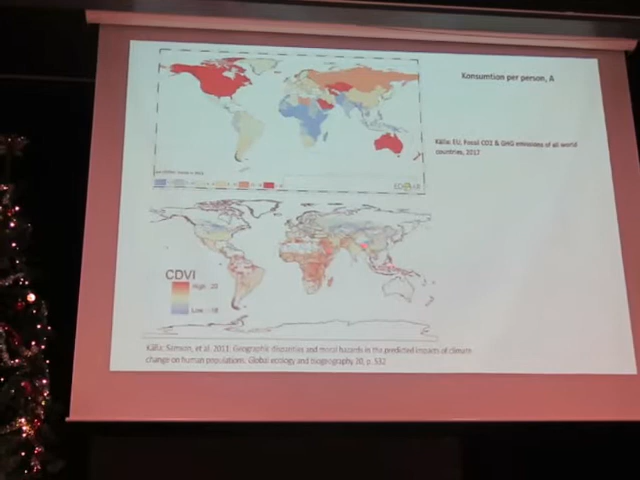 Konsumtion per person, A
Källa: EU, Fossil CO2 & GHG emissions of all world
countries, 2017
CDVI
High : 22
Low :
Källa: Samson, et al. 2011. Geographic disparities and moral hazards in the predicted impacts of climate
change on human populations. Global ecology and biogeography, 20, p. 532